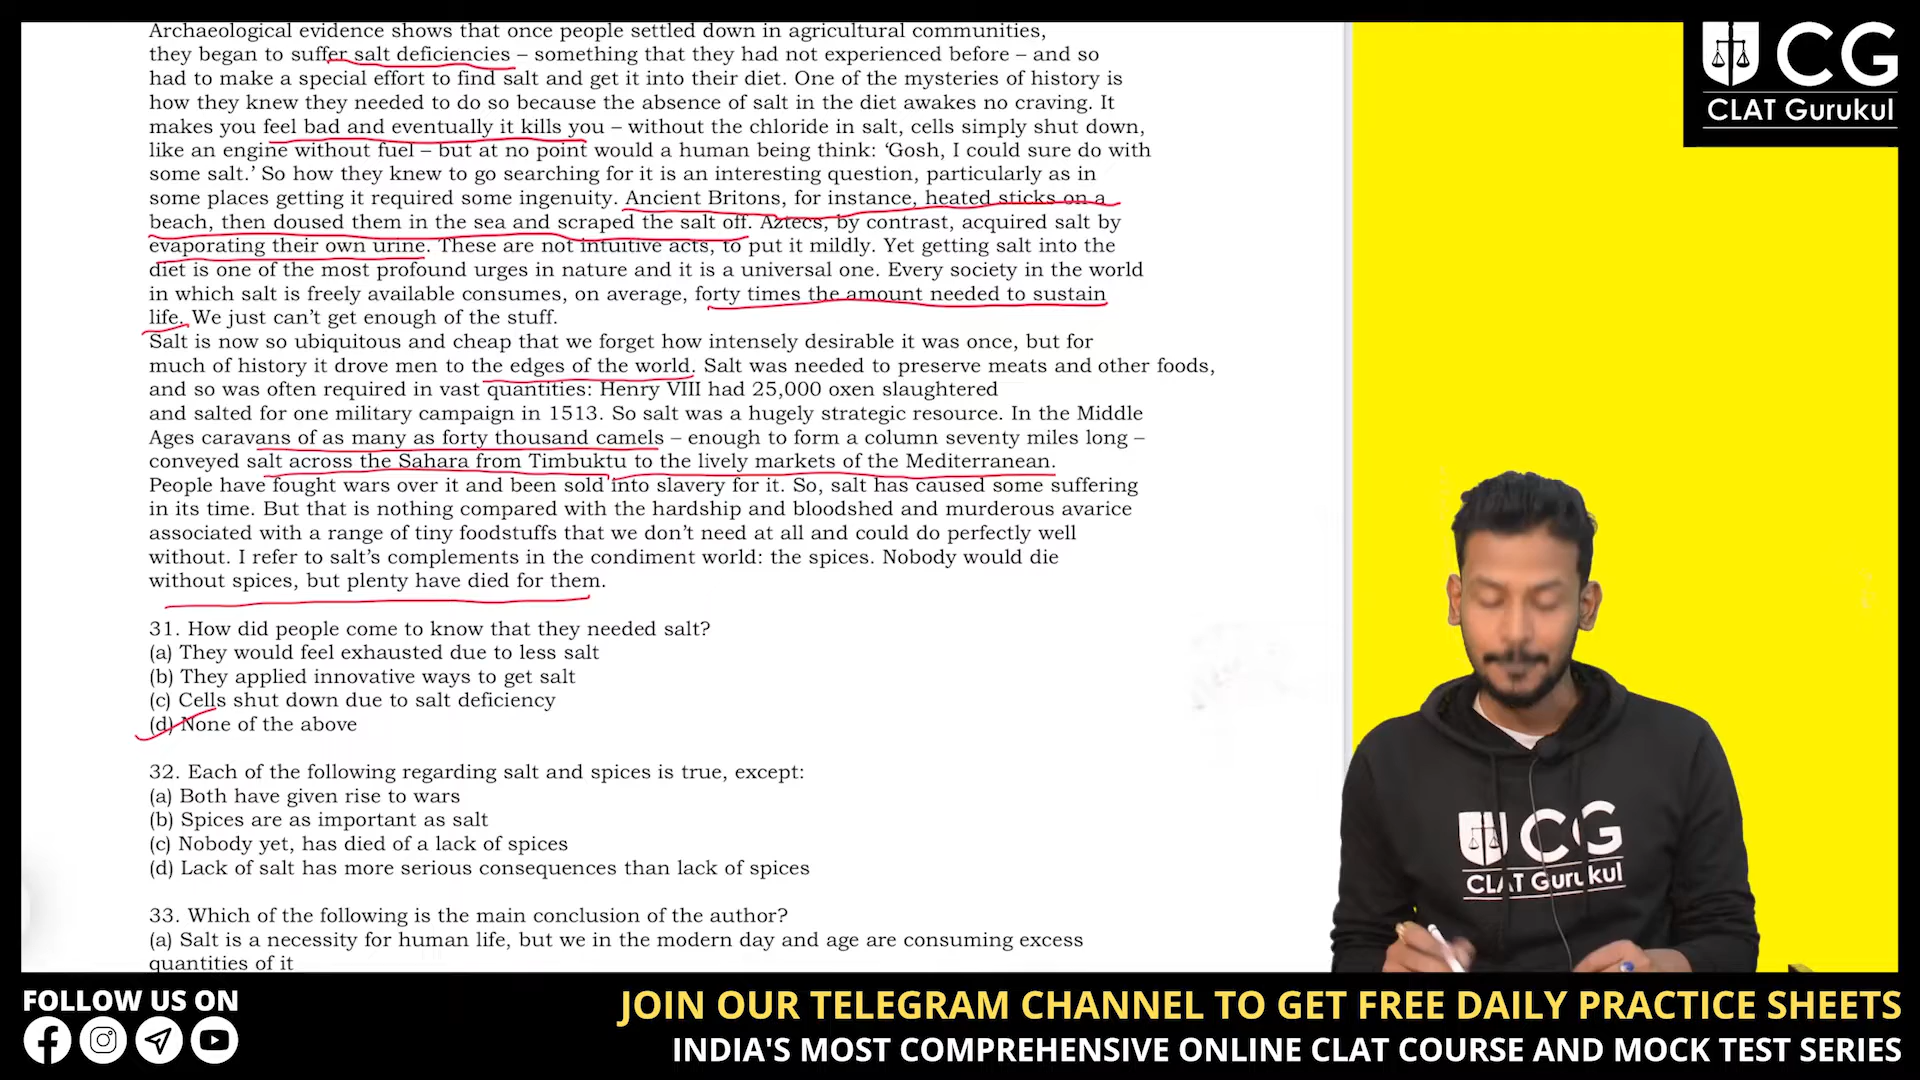 Archaeological evidence shows that once people settled down in agricultural communities,
they began to suffer salt deficiencies – something that they had not experienced before – and so
had to make a special effort to find salt and get it into their diet. One of the mysteries of history is
how they knew they needed to do so because the absence of salt in the diet awakes no craving. It
makes you feel bad and eventually it kills you – without the chloride in salt, cells simply shut down,
like an engine without fuel – but at no point would a human being think: ‘Gosh, I could sure do with
some salt.’ So how they knew to go searching for it is an interesting question, particularly as in
some places getting it required some ingenuity. Ancient Britons, for instance, heated sticks on a
beach, then doused them in the sea and scraped the salt off. Aztecs, by contrast, acquired salt by
evaporating their own urine. These are not intuitive acts, to put it mildly. Yet getting salt into the
diet is one of the most profound urges in nature and it is a universal one. Every society in the world
in which salt is freely available consumes, on average, forty times the amount needed to sustain
life. We just can’t get enough of the stuff.
Salt is now so ubiquitous and cheap that we forget how intensely desirable it was once, but for
much of history it drove men to the edges of the world. Salt was needed to preserve meats and other foods,
and so was often required in vast quantities: Henry VIII had 25,000 oxen slaughtered
and salted for one military campaign in 1513. So salt was a hugely strategic resource. In the Middle
Ages caravans of as many as forty thousand camels – enough to form a column seventy miles long –
conveyed salt across the Sahara from Timbuktu to the lively markets of the Mediterranean.
People have fought wars over it and been sold into slavery for it. So, salt has caused some suffering
in its time. But that is nothing compared with the hardship and bloodshed and murderous avarice
associated with a range of tiny foodstuffs that we don’t need at all and could do perfectly well
without. I refer to salt’s complements in the condiment world: the spices. Nobody would die
without spices, but plenty have died for them.
31. How did people come to know that they needed salt?
(a) They would feel exhausted due to less salt
(b) They applied innovative ways to get salt
(c) Cells shut down due to salt deficiency
(d) None of the above
32. Each of the following regarding salt and spices is true, except:
(a) Both have given rise to wars
(b) Spices are as important as salt
(c) Nobody yet, has died of a lack of spices
(d) Lack of salt has more serious consequences than lack of spices
33. Which of the following is the main conclusion of the author?
(a) Salt is a necessity for human life, but we in the modern day and age are consuming excess
quantities of it
CG
CLAT Gurukul
CG
CLAT Gurukul
FOLLOW US ON
JOIN OUR TELEGRAM CHANNEL TO GET FREE DAILY PRACTICE SHEETS
INDIA'S MOST COMPREHENSIVE ONLINE CLAT COURSE AND MOCK TEST SERIES